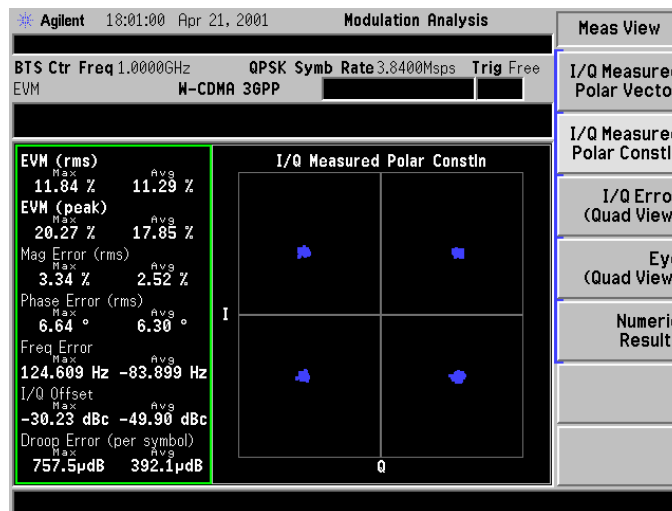 Agilent 18:01:00 Apr 21, 2001 Modulation Analysis
BTS Ctr Freq 1.0000GHz QPSK Symb Rate 3.8400Msps Trig Free
EVM W-CDMA 3GPP
EVM (rms)
Max Avg
11.84 % 11.29 %
EVM (peak)
Max Avg
20.27 % 17.85 %
Mag Error (rms)
Max Avg
3.34 % 2.52 %
Phase Error (rms)
Max Avg
6.64 ° 6.30 °
Freq Error
Max Avg
124.609 Hz -83.899 Hz
I/Q Offset
Max Avg
-30.23 dBc -49.90 dBc
Droop Error (per symbol)
Max Avg
757.5µdB 392.1µdB
I/Q Measured Polar Constln
I
Q
Meas View
I/Q Measured
Polar Vecto
I/Q Measured
Polar Constl
I/Q Erro
(Quad View
Ey
(Quad View
Numeri
Result